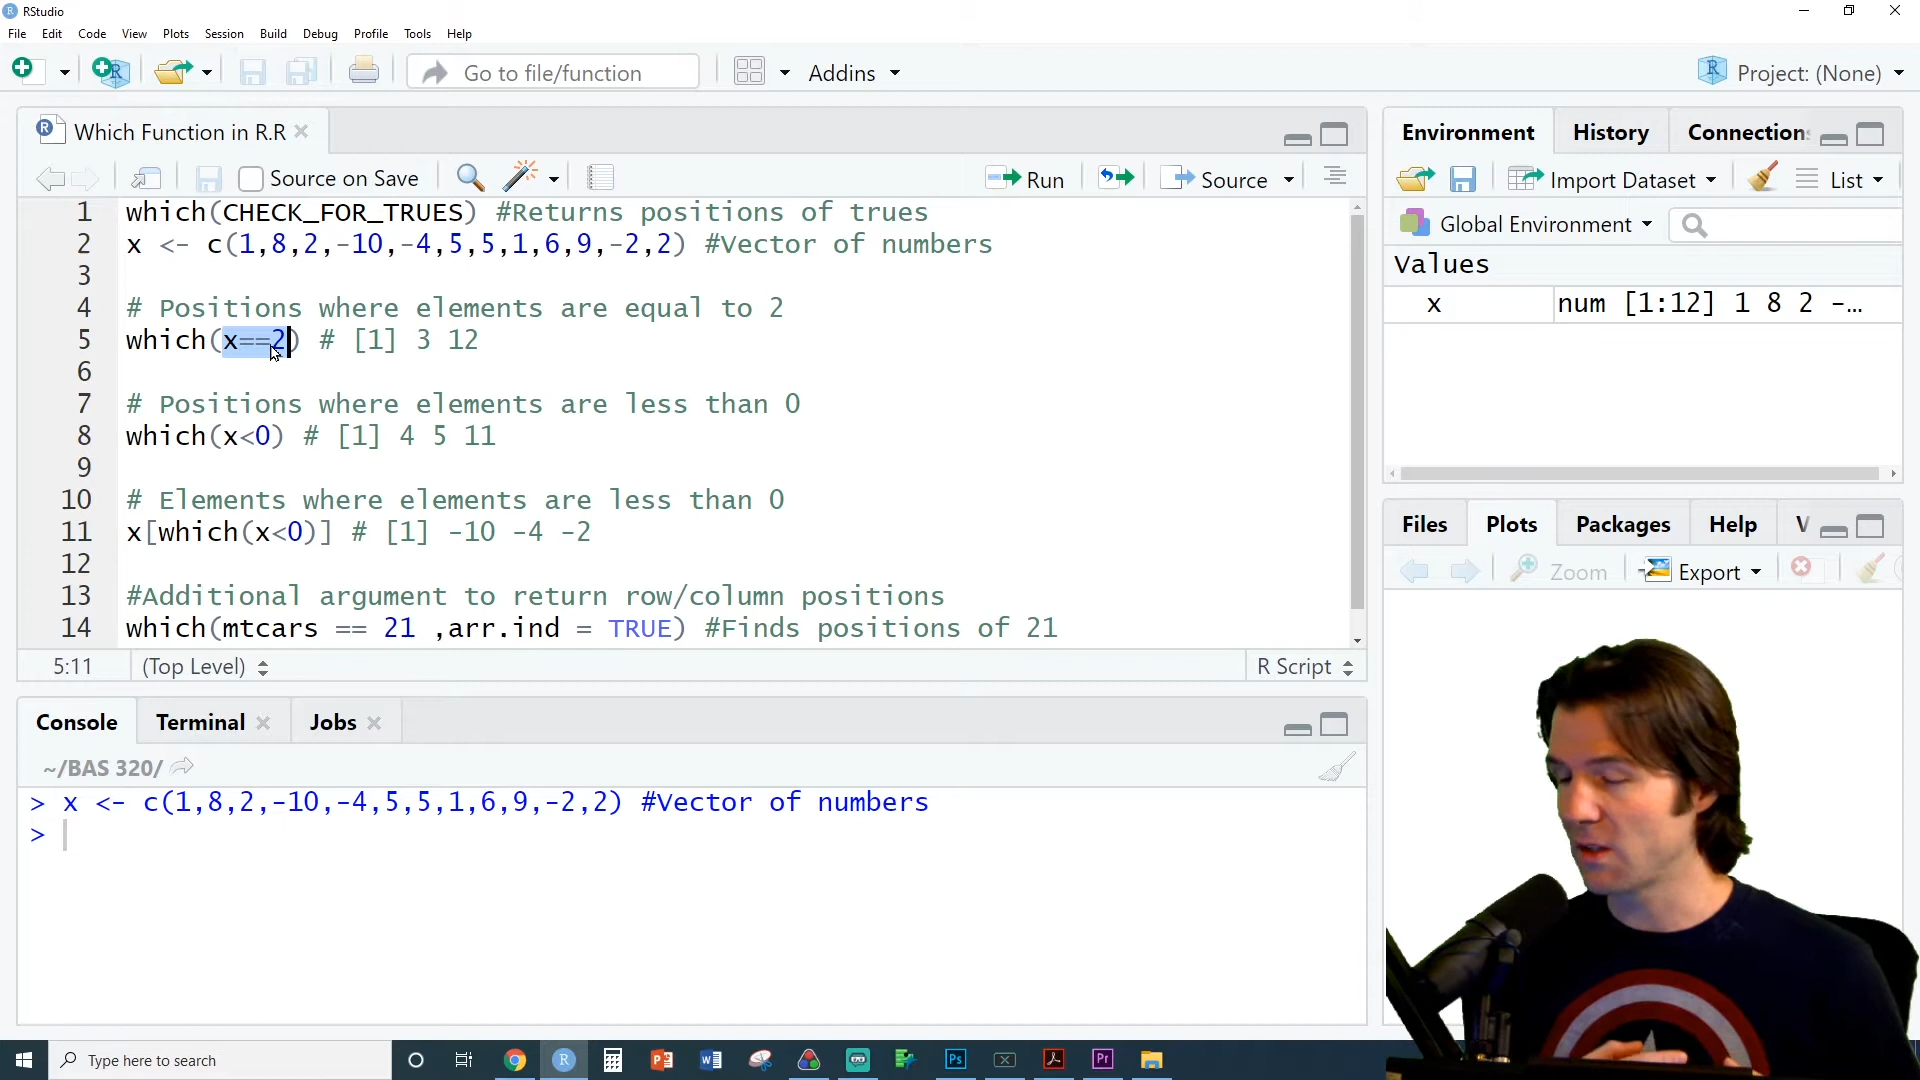 RStudio
File Edit Code View Plots Session Build Debug Profile Tools Help
Go to file/function Addins Project: (None)
Which Function in R.R
Source on Save Run Source
1 which(CHECK_FOR_TRUES) #Returns positions of trues
2 x <- c(1,8,2,-10,-4,5,5,1,6,9,-2,2) #Vector of numbers
3
4 # Positions where elements are equal to 2
5 which(x==2) # [1] 3 12
6
7 # Positions where elements are less than 0
8 which(x<0) # [1] 4 5 11
9
10 # Elements where elements are less than 0
11 x[which(x<0)] # [1] -10 -4 -2
12
13 #Additional argument to return row/column positions
14 which(mtcars == 21 ,arr.ind = TRUE) #Finds positions of 21
5:11 (Top Level) R Script
Console Terminal Jobs
~/BAS 320/
> x <- c(1,8,2,-10,-4,5,5,1,6,9,-2,2) #Vector of numbers
>
Environment History Connection
Import Dataset List
Global Environment
Values
x num [1:12] 1 8 2 -...
Files Plots Packages Help V
Zoom Export
Type here to search